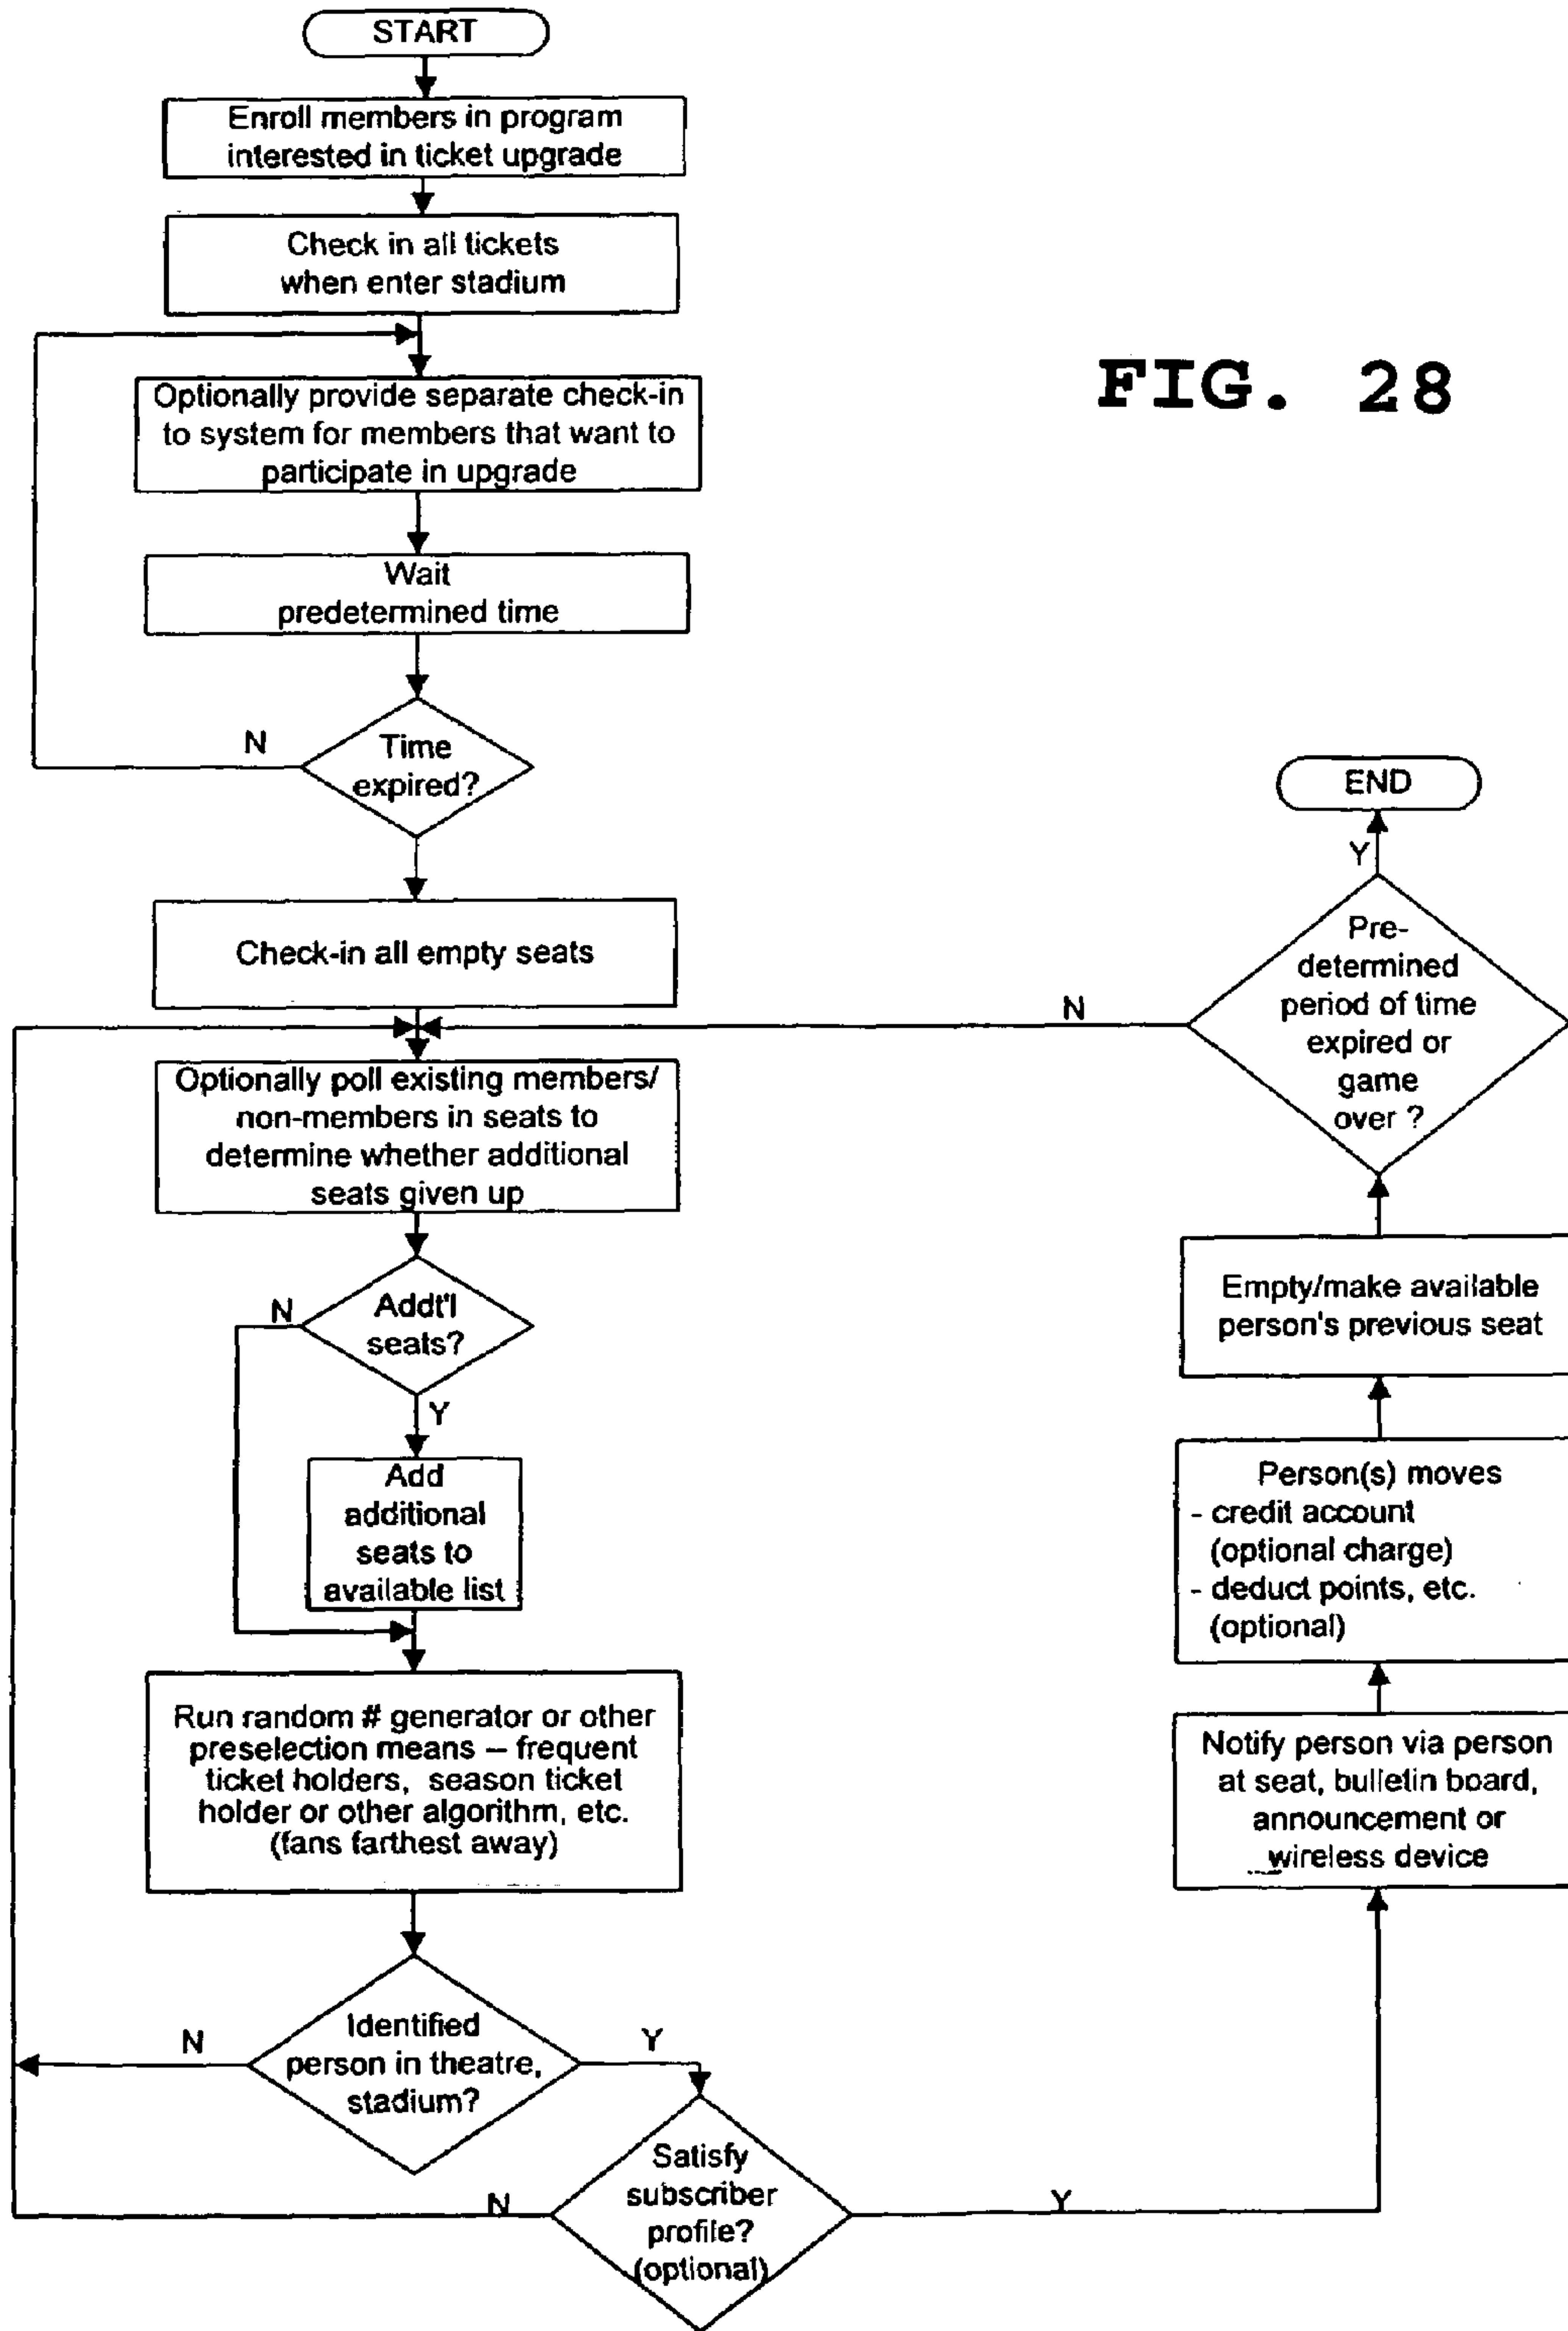 START
Enroll members in program
interested in ticket upgrade
Check in all tickets
when enter stadium
FIG. 28
Optionally provide separate check-in
to system for members that want to
participate in upgrade
Wait
predetermined time
N
Time
expired?
Check-in all empty seats
Optionally poll existing members/
non-members in seats to
determine whether additional
seats given up
N
Addt'l
seats?
Y
Add
additional
seats to
available list
Run random # generator or other
preselection means – frequent
ticket holders, season ticket
holder or other algorithm, etc.
(fans farthest away)
N
Identified
person in theatre,
stadium?
Y
N
Satisfy
subscriber
profile?
(optional)
Y
Notify person via person
at seat, bulletin board,
announcement or
wireless device
Person(s) moves
- credit account
(optional charge)
- deduct points, etc.
(optional)
Empty/make available
person's previous seat
N
Pre-
determined
period of time
expired or
game
over ?
Y
END